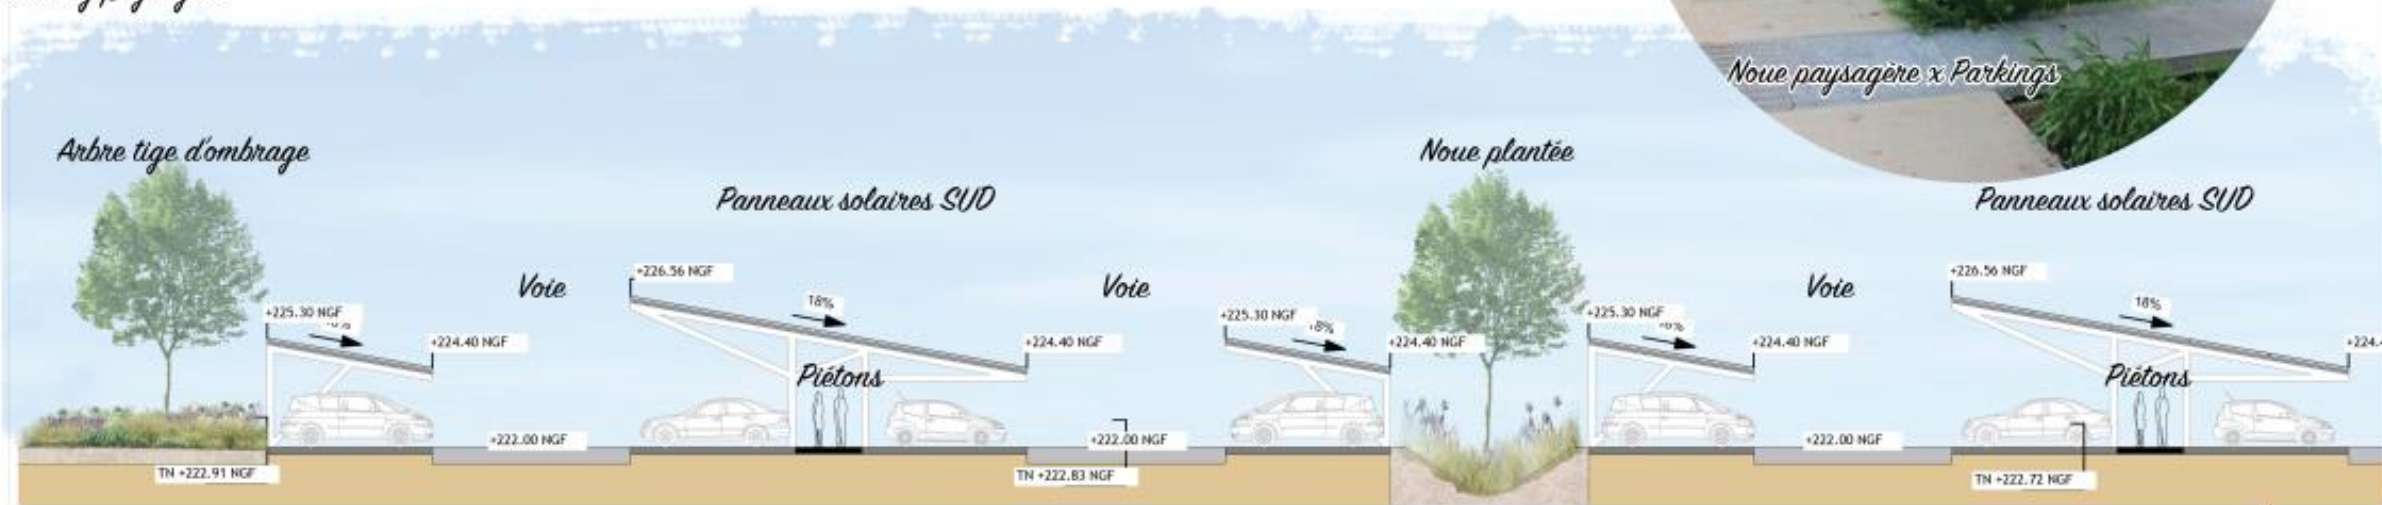 Noue paysagère x Parkings
Arbre tige d'ombrage
Noue plantée
Panneaux solaires SUD
Panneaux solaires SUD
+226.56 NGF
+226.56 NGF
Voie
Voie
Voie
18%
18%
+225.30 NGF
+225.30 NGF
+225.30 NGF
+224.40 NGF
+224.40 NGF
+224.40 NGF
+224.40 NGF
Piétons
Piétons
+222.00 NGF
+222.00 NGF
+222.00 NGF
TN +222.91 NGF
TN +222.83 NGF
TN +222.72 NGF